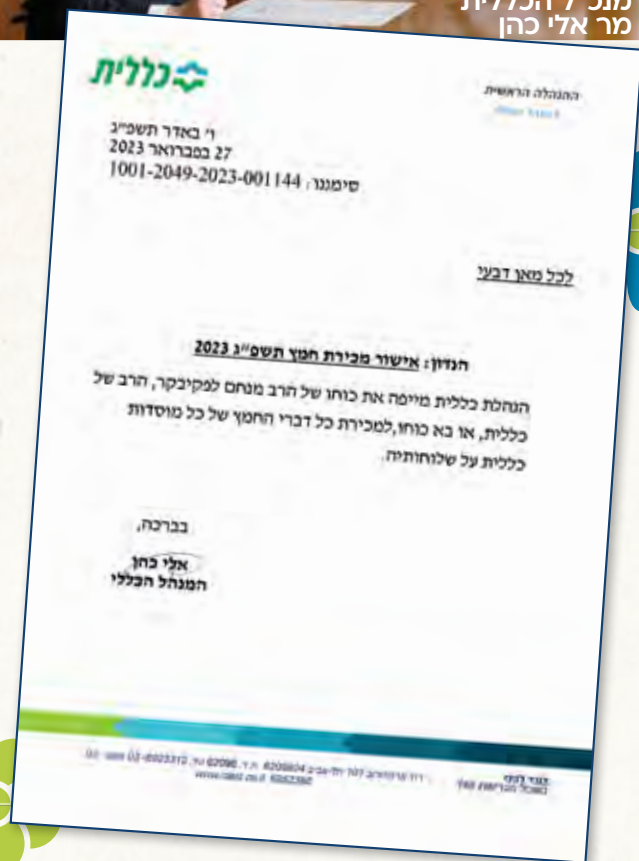 מנכ"ל הכללית
מר אלי כהן
כללית
ההנהלה הראשית
ו' באדר תשפ"ג
27 בפברואר 2023
סימננו: 1001-2049-2023-001144
לכל מאן דבעי
הנדון: אישור מכירת חמץ תשפ"ג 2023
הנהלת כללית מייפה את כוחו של הרב מנחם לפקיבקר, הרב של
כללית, או בא כוחו,למכירת כל דברי החמץ של כל מוסדות
כללית על שלוחותיה.
בברכה,
אלי כהן
המנהל הכללי